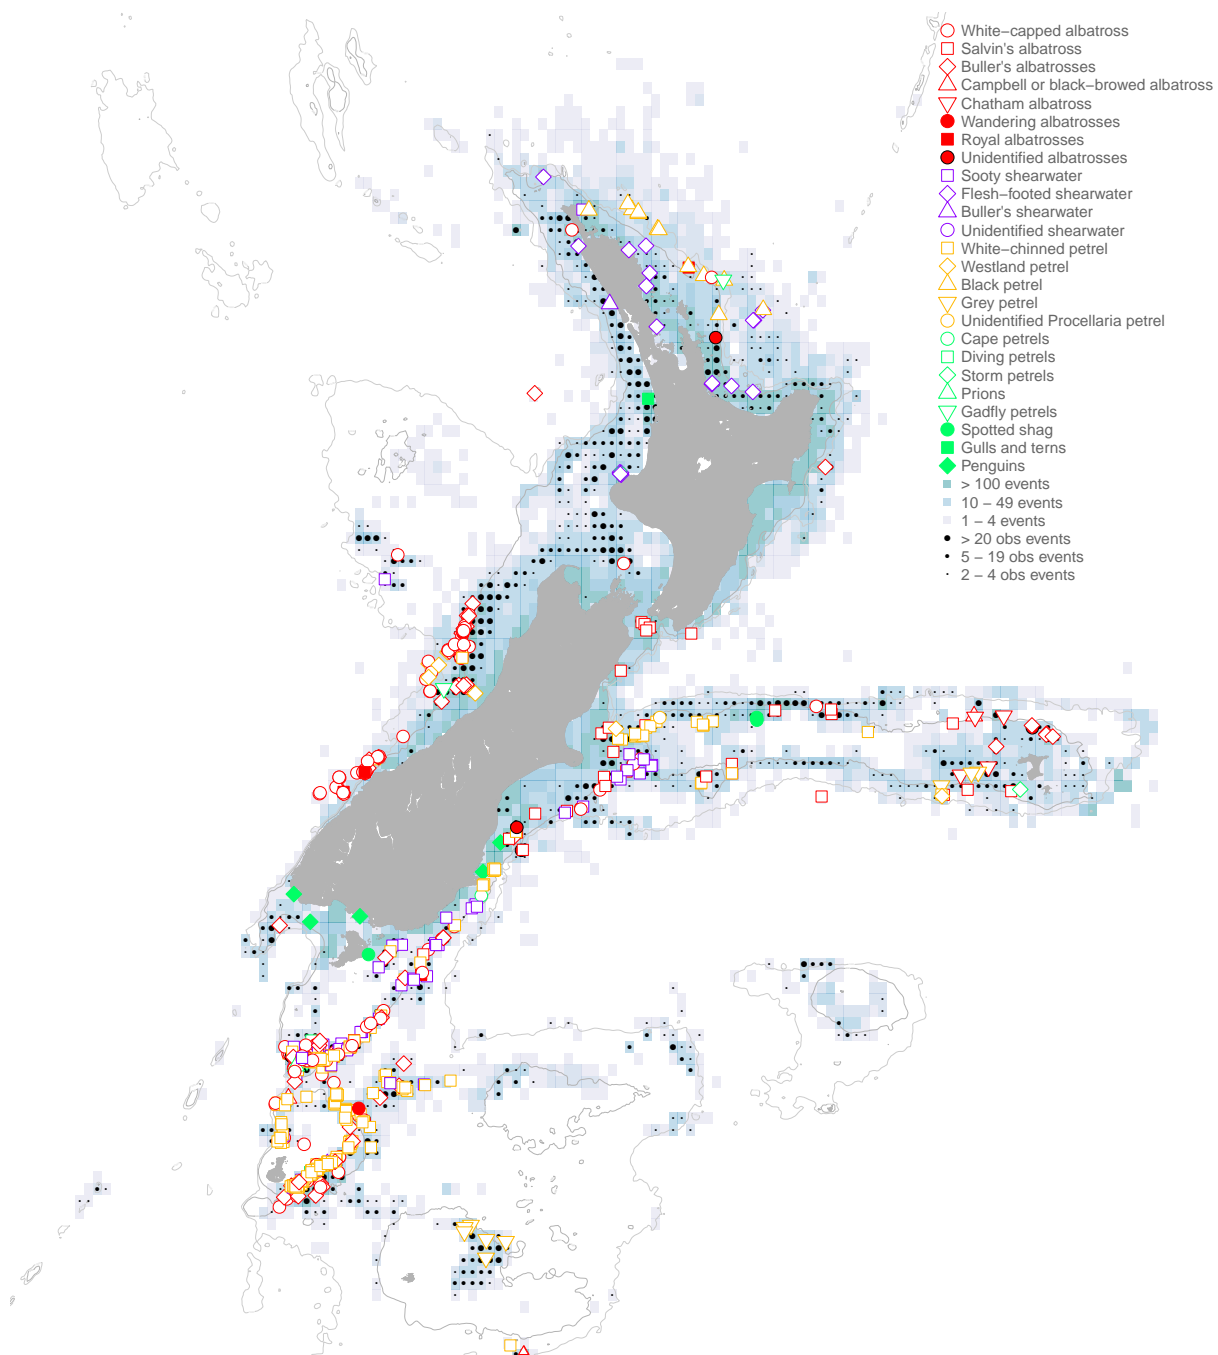 White−capped albatross
Salvin's albatross
Buller's albatrosses
Campbell or black−browed albatross
Chatham albatross
Wandering albatrosses
Royal albatrosses
Unidentified albatrosses
Sooty shearwater
Flesh−footed shearwater
Buller's shearwater
Unidentified shearwater
White−chinned petrel
Westland petrel
Black petrel
Grey petrel
Unidentified Procellaria petrel
Cape petrels
Diving petrels
Storm petrels
Prions
Gadfly petrels
Spotted shag
Gulls and terns
Penguins
> 100 events
10 − 49 events
1 − 4 events
> 20 obs events
5 − 19 obs events
2 − 4 obs events